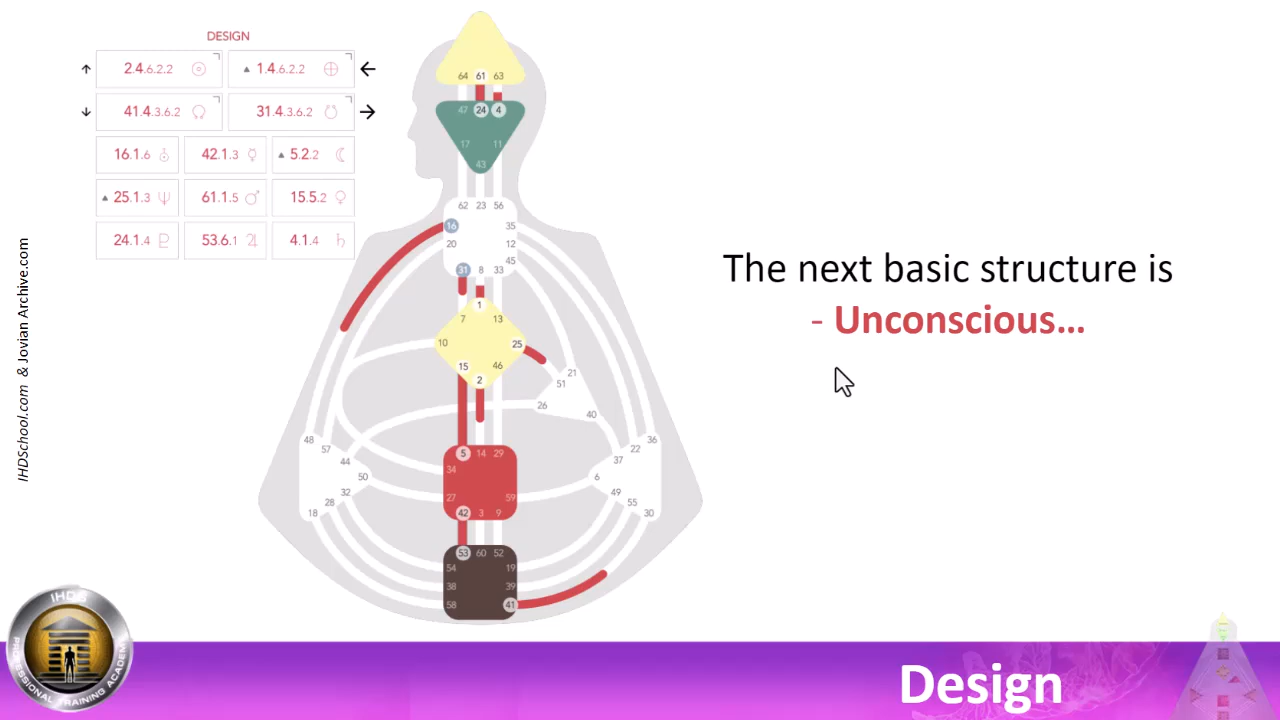 DESIGN
2.4.6.2.2
1.4.6.2.2
41.4.3.6.2
31.4.3.6.2
16.1.6
42.1.3
5.2.2
25.1.3
61.1.5
15.5.2
24.1.4
53.6.1
4.1.4
64 61 63
47 24 4
17 11
43
62 23 56
16 35
20 12
45
31 8 33
1
7 13
10 25
15 46
2
21
51
26 40
48 36
57 22
44 37
50 6
32 49
28 55
18 30
5 14 29
34
27 59
42 3 9
53 60 52
54 19
38 39
58 41
The next basic structure is
- Unconscious...
IHDSchool.com & Jovian Archive.com
IHDS
PROFESSIONAL TRAINING ACADEMY
Design